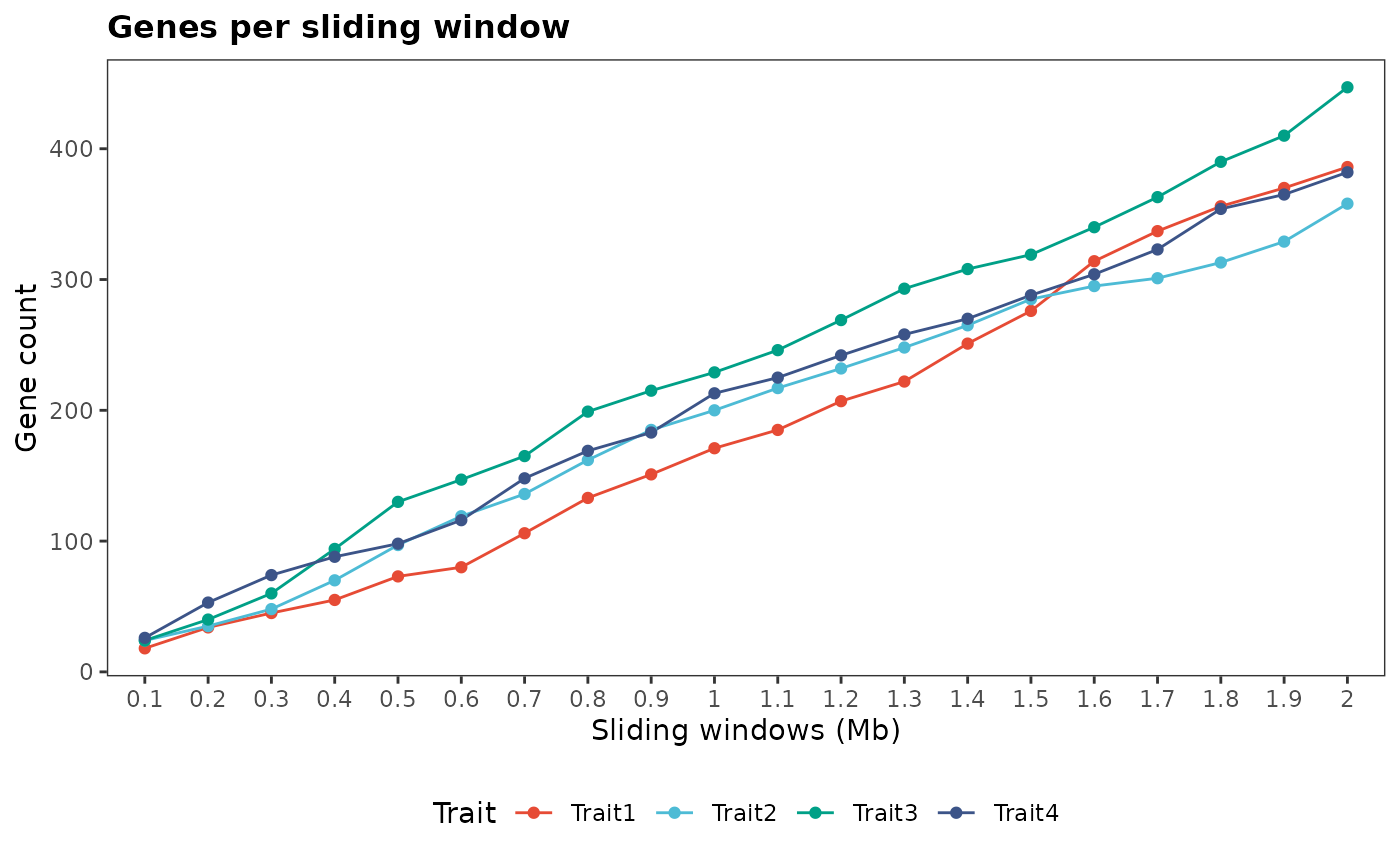 Genes per sliding window
Gene count
400
300
200
100
0
0.1 0.2 0.3 0.4 0.5 0.6 0.7 0.8 0.9 1 1.1 1.2 1.3 1.4 1.5 1.6 1.7 1.8 1.9 2
Sliding windows (Mb)
Trait Trait1 Trait2 Trait3 Trait4